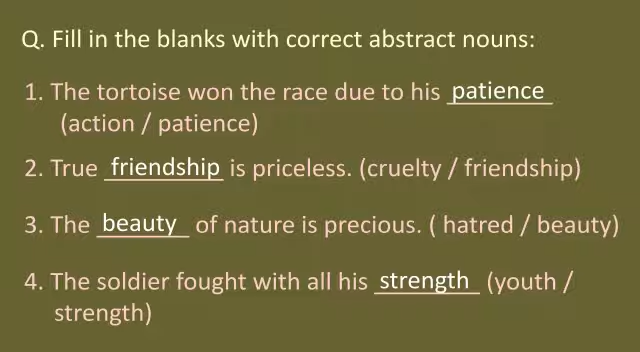 Q. Fill in the blanks with correct abstract nouns:
1. The tortoise won the race due to his patience
(action / patience)
2. True friendship is priceless. (cruelty / friendship)
3. The beauty of nature is precious. ( hatred / beauty)
4. The soldier fought with all his strength (youth /
strength)